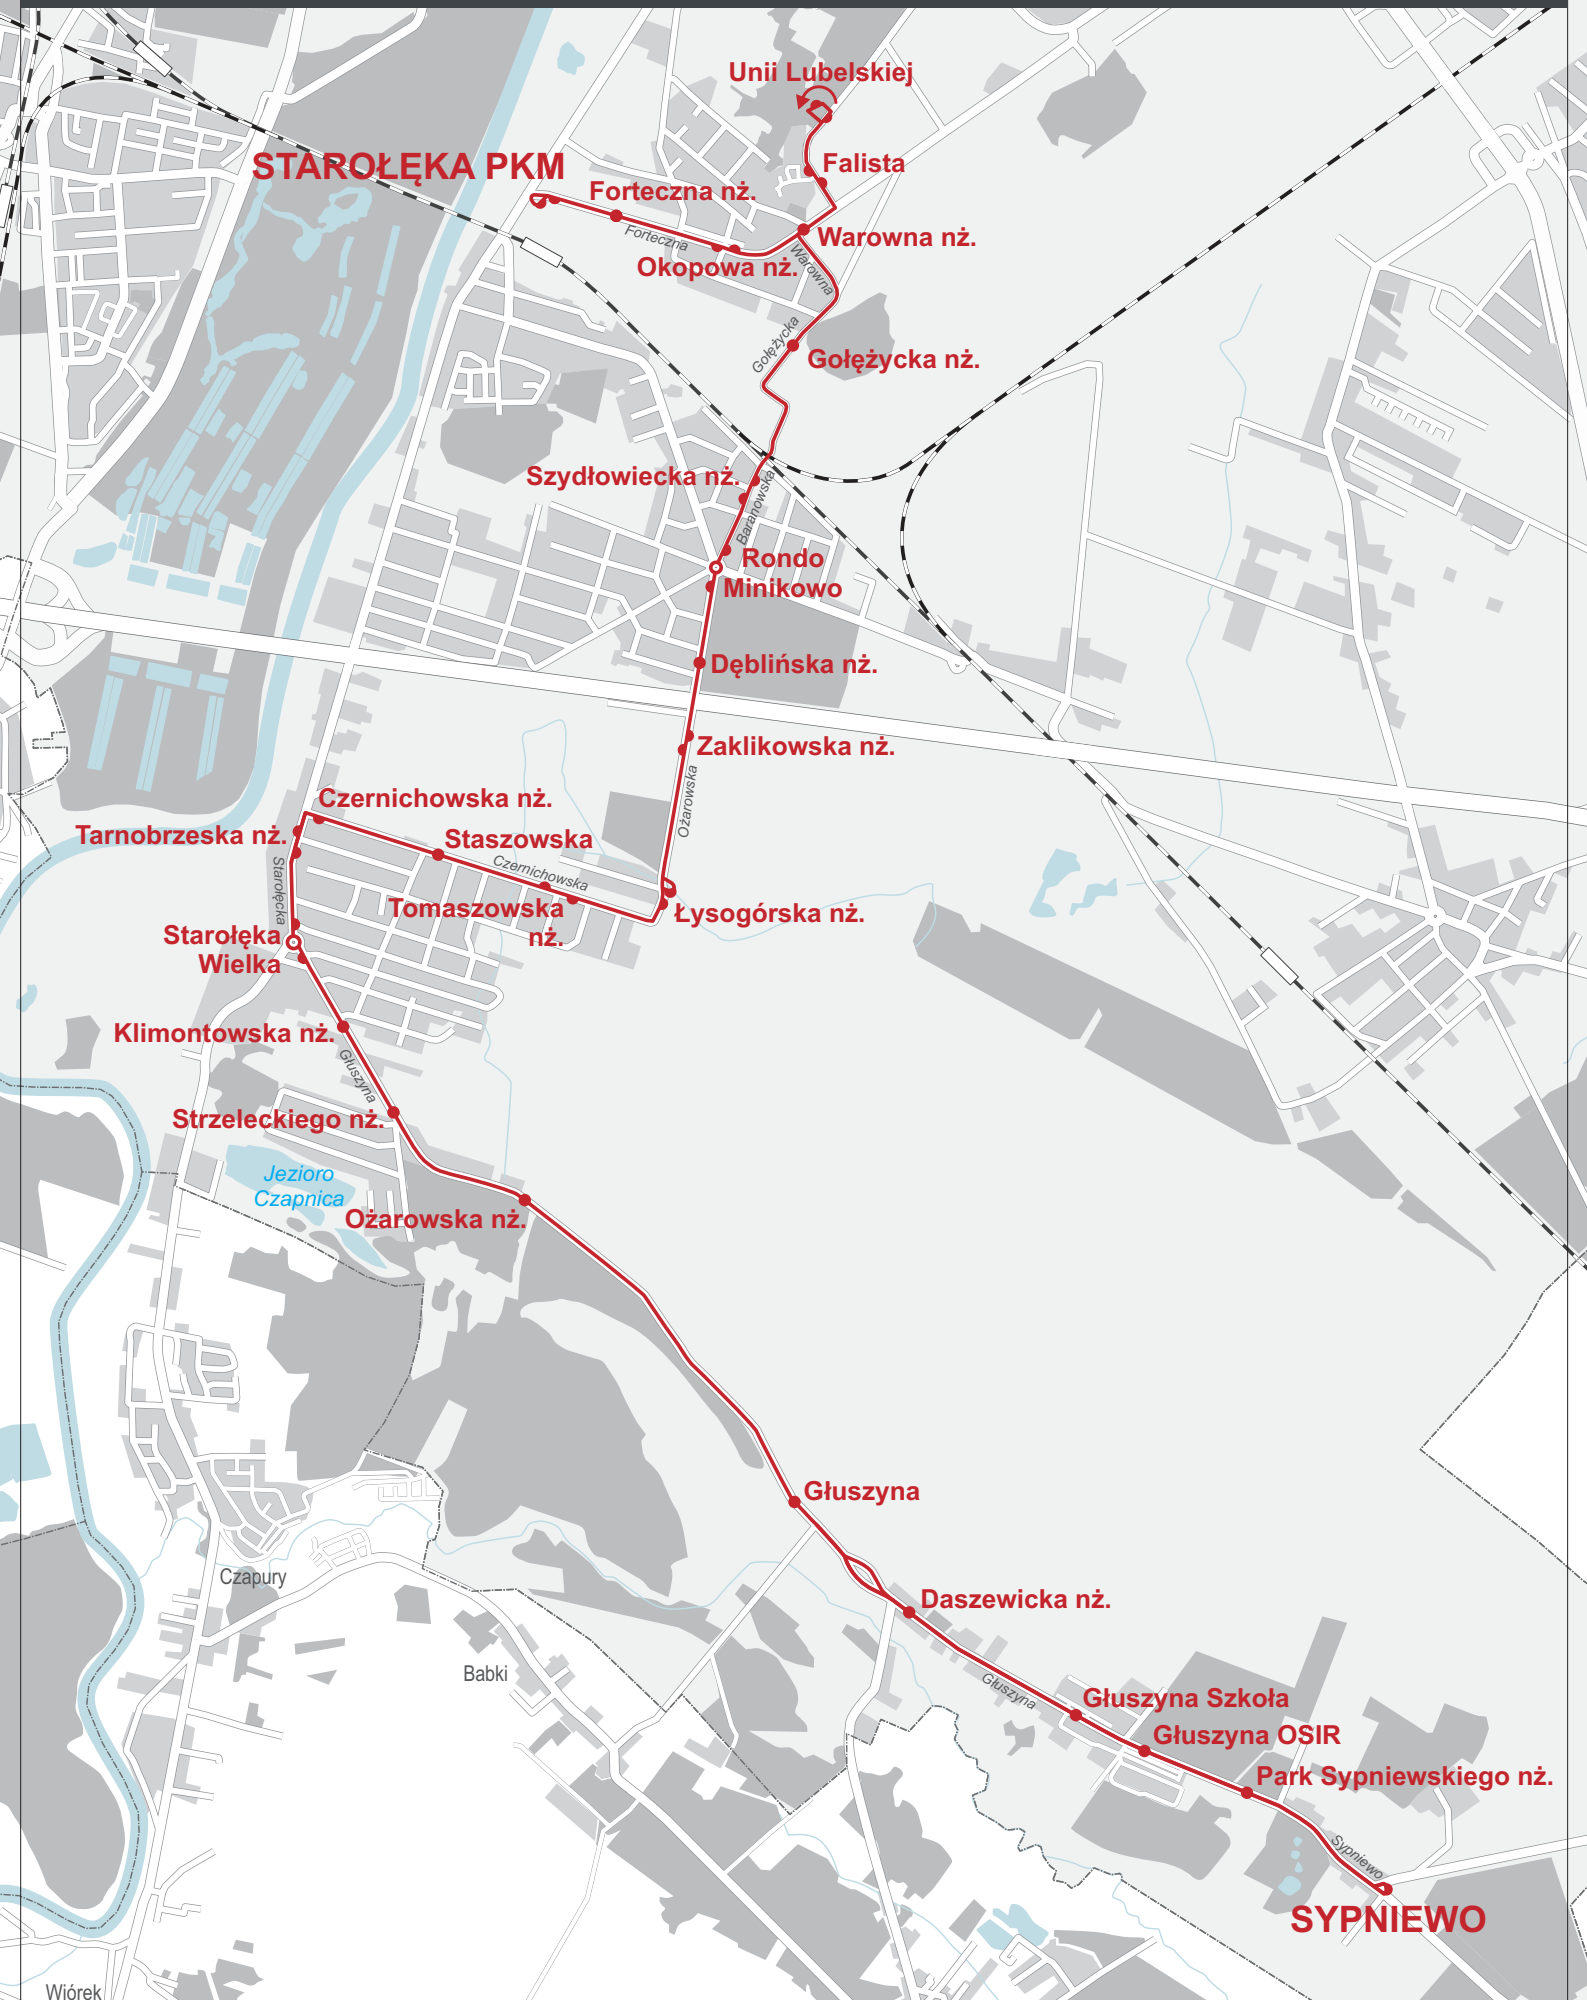 Unii Lubelskiej
STAROŁĘKA PKM
Falista
Forteczna nż.
Forteczna
Warowna nż.
Okopowa nż.
Warowna
Gołężycka
Gołężycka nż.
Szydłowiecka nż.
Baranowska
Rondo
Minikowo
Dęblińska nż.
Zaklikowska nż.
Ożarowska
Czernichowska nż.
Tarnobrzeska nż.
Staszowska
Czernichowska
Starołęcka
Tomaszowska
nż.
Łysogórska nż.
Starołęka
Wielka
Klimontowska nż.
Głuszyna
Strzeleckiego nż.
Jezioro
Czapnica
Ożarowska nż.
Głuszyna
Czapury
Daszewicka nż.
Babki
Głuszyna
Głuszyna Szkoła
Głuszyna OSIR
Park Sypniewskiego nż.
Sypniewo
SYPNIEWO
Wiórek